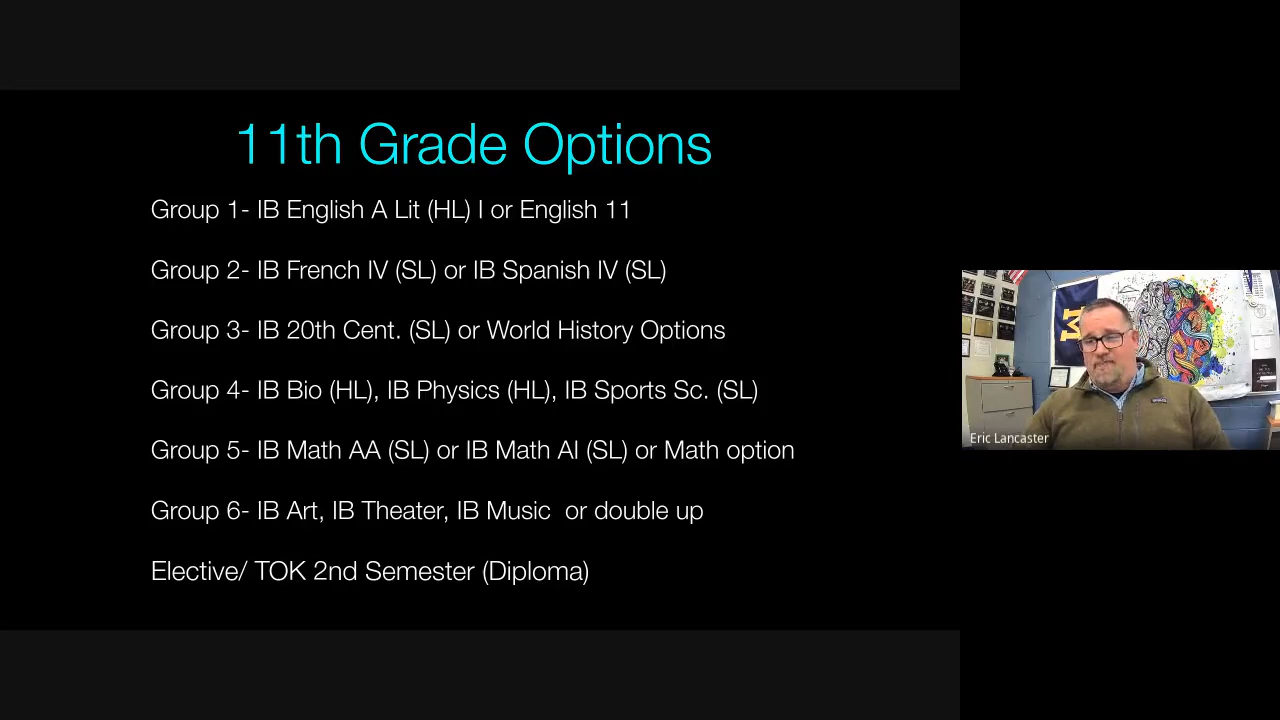 11th Grade Options
Group 1- IB English A Lit (HL) I or English 11
Group 2- IB French IV (SL) or IB Spanish IV (SL)
Group 3- IB 20th Cent. (SL) or World History Options
Group 4- IB Bio (HL), IB Physics (HL), IB Sports Sc. (SL)
Group 5- IB Math AA (SL) or IB Math AI (SL) or Math option
Group 6- IB Art, IB Theater, IB Music  or double up
Elective/ TOK 2nd Semester (Diploma)
M
Eric Lancaster